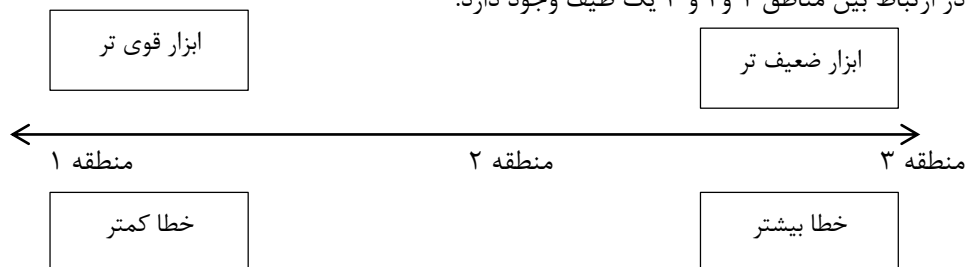 در ارتباط بین مناطق ۱ و۲ و ۳ یک طیف وجود دارد.
ابزار قوی تر
ابزار ضعیف تر
منطقه ۱
منطقه ۲
منطقه ۳
خطا کمتر
خطا بیشتر